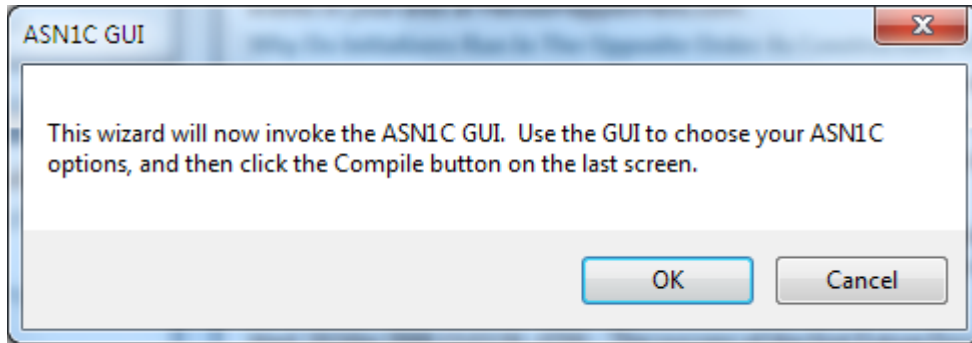 ASN1C GUI
This wizard will now invoke the ASN1C GUI.  Use the GUI to choose your ASN1C
options, and then click the Compile button on the last screen.
OK
Cancel